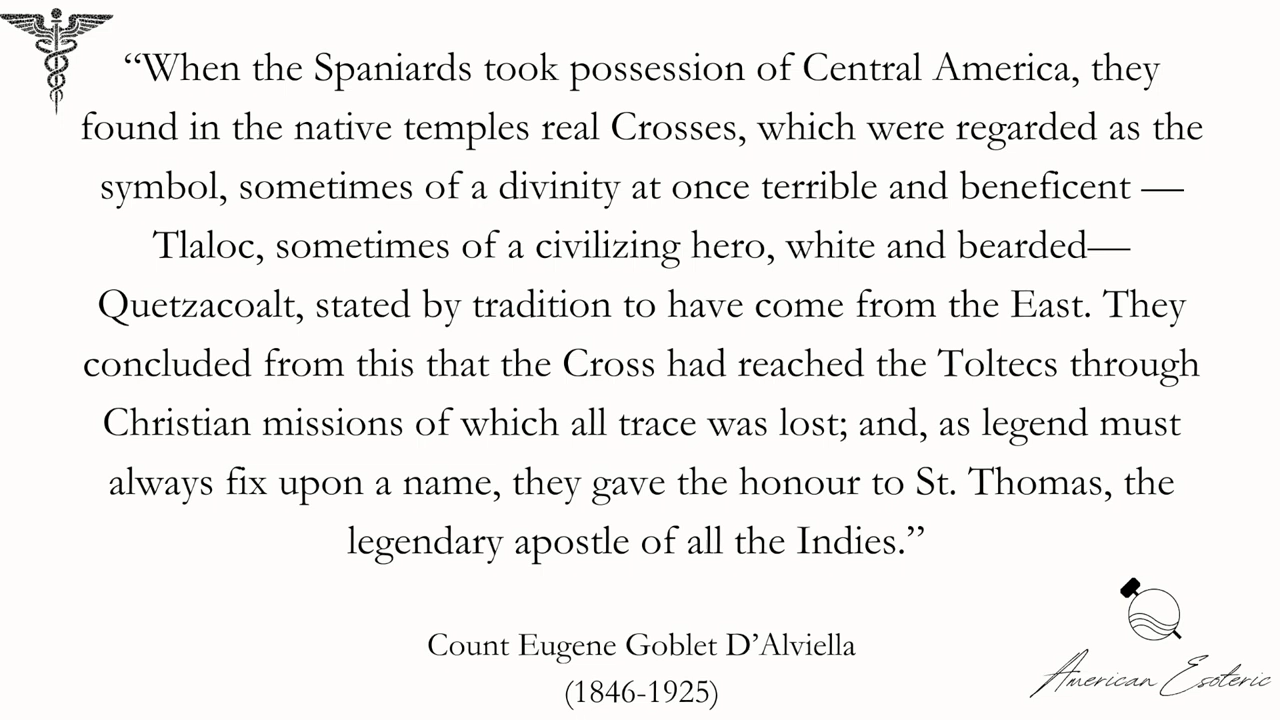 “When the Spaniards took possession of Central America, they
found in the native temples real Crosses, which were regarded as the
symbol, sometimes of a divinity at once terrible and beneficent —
Tlaloc, sometimes of a civilizing hero, white and bearded—
Quetzacoalt, stated by tradition to have come from the East. They
concluded from this that the Cross had reached the Toltecs through
Christian missions of which all trace was lost; and, as legend must
always fix upon a name, they gave the honour to St. Thomas, the
legendary apostle of all the Indies.”
Count Eugene Goblet D’Alviella
(1846-1925)
American Esoteric